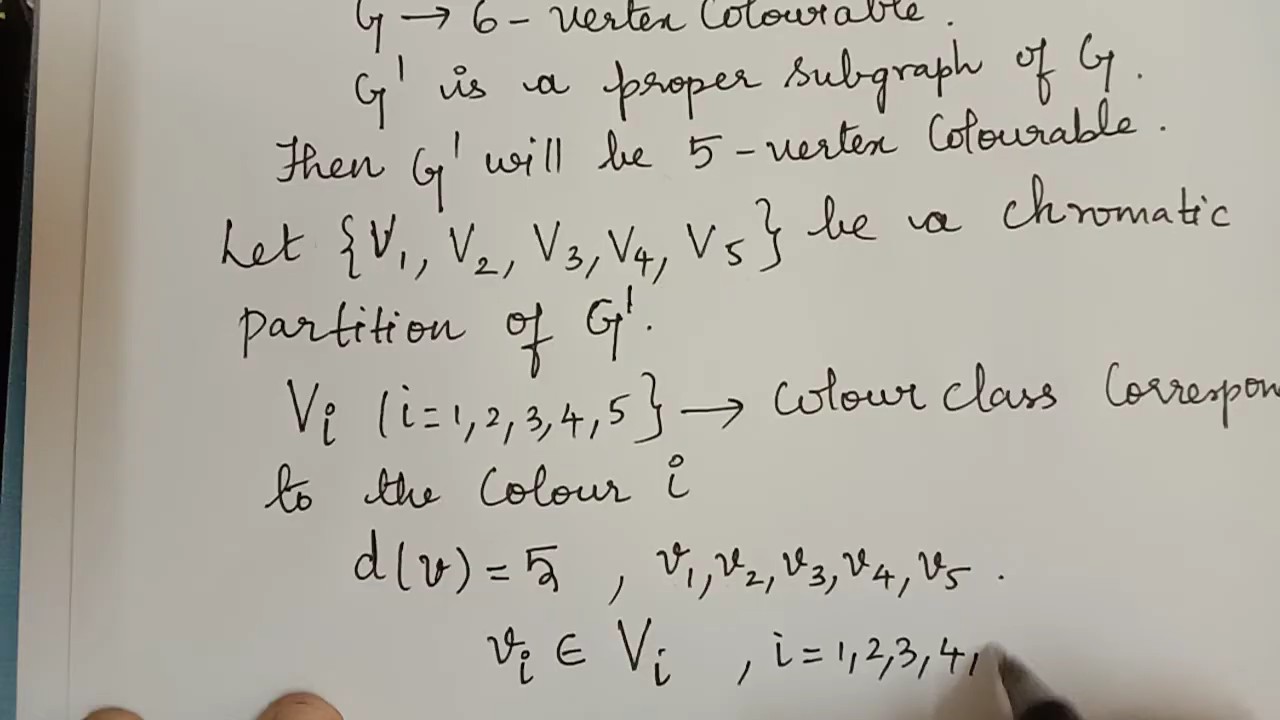 G → 6 - vertex Colourable.
G' is a proper subgraph of G.
Then G' will be 5 - vertex Colourable.
Let {V₁, V₂, V₃, V₄, V₅} be a chromatic
partition of G'.
Vᵢ (i=1,2,3,4,5} → Colour class Correspon
to the Colour i
d(v) = 5 , v₁, v₂, v₃, v₄, v₅ .
vᵢ ∈ Vᵢ , i = 1,2,3,4,